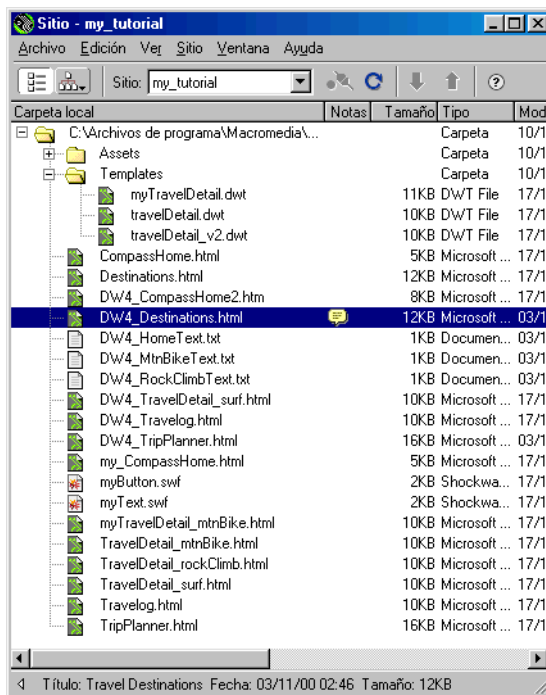 Sitio - my_tutorial
Archivo Edición Ver Sitio Ventana Ayuda
Sitio: my_tutorial
Carpeta local Notas Tamaño Tipo Mod
C:\Archivos de programa\Macromedia\... Carpeta 10/1
Assets Carpeta 10/1
Templates Carpeta 10/1
myTravelDetail.dwt 11KB DWT File 17/1
travelDetail.dwt 10KB DWT File 17/1
travelDetail_v2.dwt 10KB DWT File 17/1
CompassHome.html 5KB Microsoft ... 17/1
Destinations.html 12KB Microsoft ... 17/1
DW4_CompassHome2.htm 8KB Microsoft ... 17/1
DW4_Destinations.html 12KB Microsoft ... 03/1
DW4_HomeText.txt 1KB Documen... 03/1
DW4_MtnBikeText.txt 1KB Documen... 03/1
DW4_RockClimbText.txt 1KB Documen... 03/1
DW4_TravelDetail_surf.html 10KB Microsoft ... 17/1
DW4_Travelog.html 10KB Microsoft ... 17/1
DW4_TripPlanner.html 16KB Microsoft ... 03/1
my_CompassHome.html 5KB Microsoft ... 17/1
myButton.swf 2KB Shockwa... 17/1
myText.swf 2KB Shockwa... 17/1
myTravelDetail_mtnBike.html 10KB Microsoft ... 17/1
TravelDetail_mtnBike.html 10KB Microsoft ... 17/1
TravelDetail_rockClimb.html 10KB Microsoft ... 17/1
TravelDetail_surf.html 10KB Microsoft ... 17/1
Travelog.html 10KB Microsoft ... 17/1
TripPlanner.html 16KB Microsoft ... 17/1
Título: Travel Destinations Fecha: 03/11/00 02:46 Tamaño: 12KB